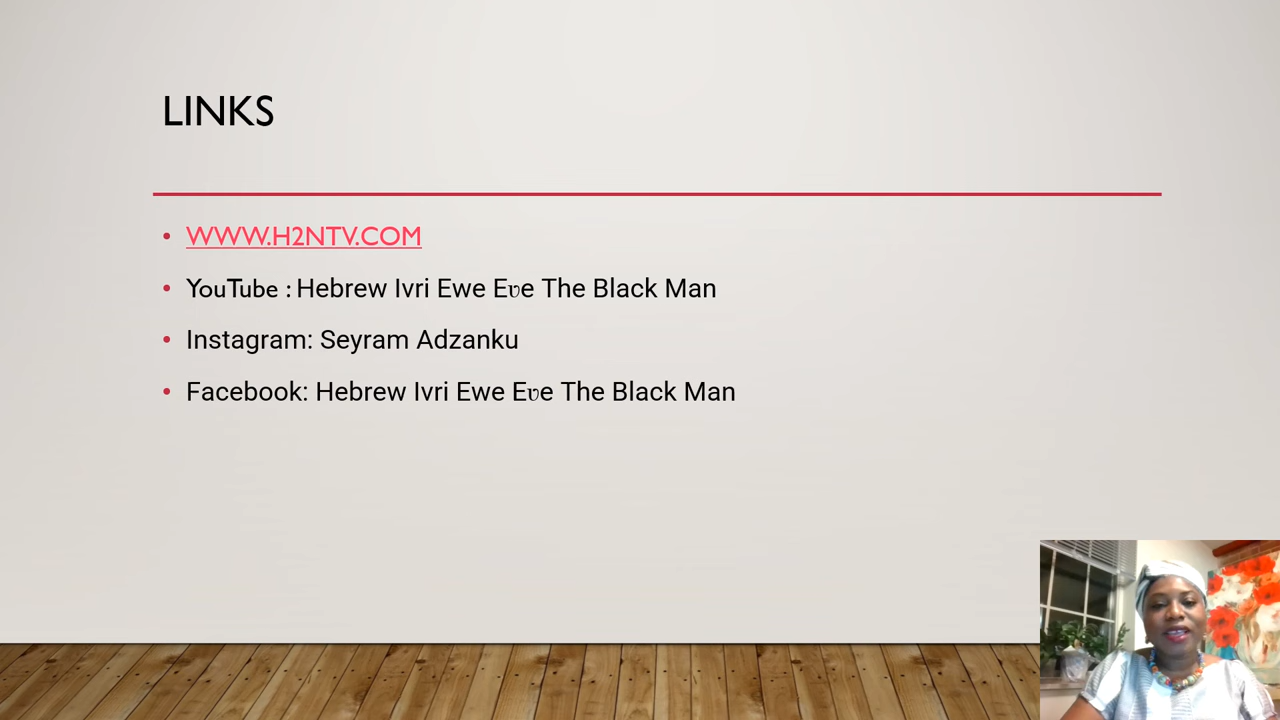 LINKS
WWW.H2NTV.COM
YouTube : Hebrew Ivri Ewe Eʋe The Black Man
Instagram: Seyram Adzanku
Facebook: Hebrew Ivri Ewe Eʋe The Black Man